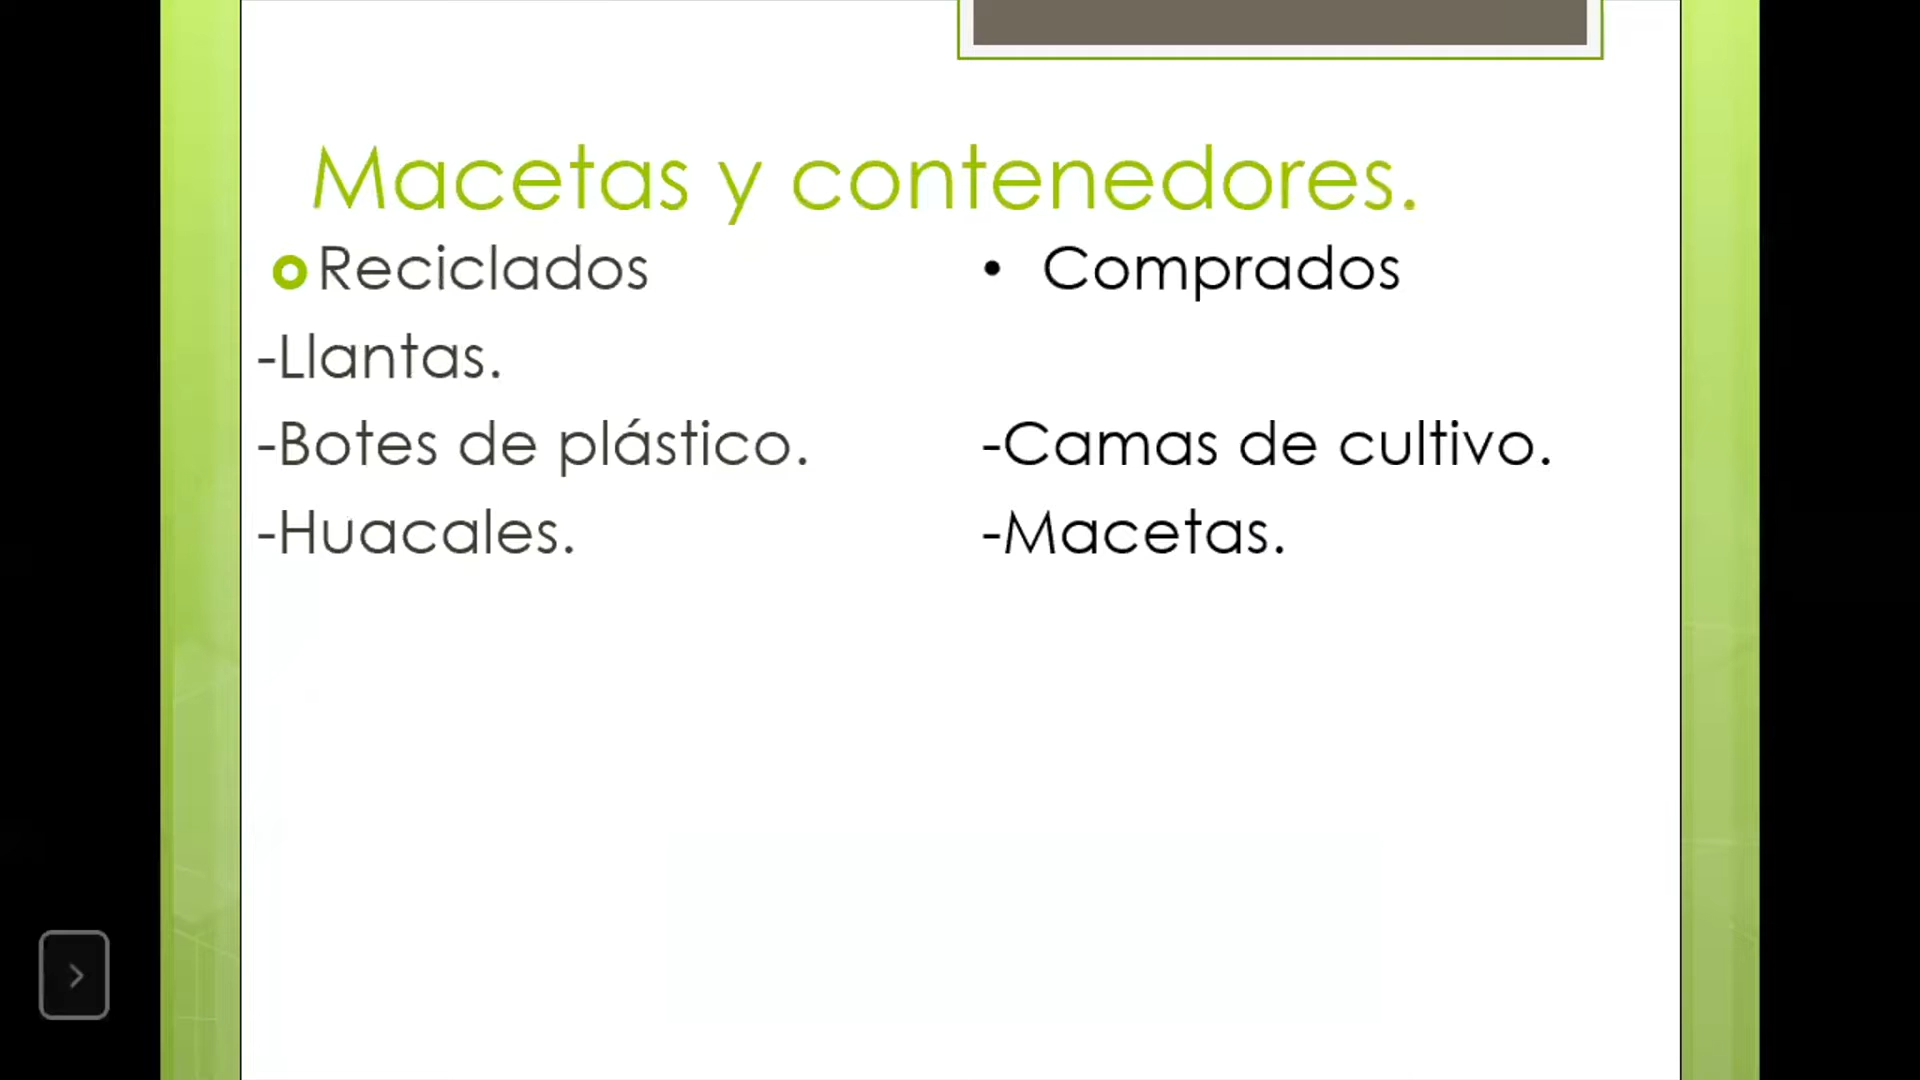 Macetas y contenedores.
Reciclados
-Llantas.
-Botes de plástico.
-Huacales.
• Comprados
-Camas de cultivo.
-Macetas.